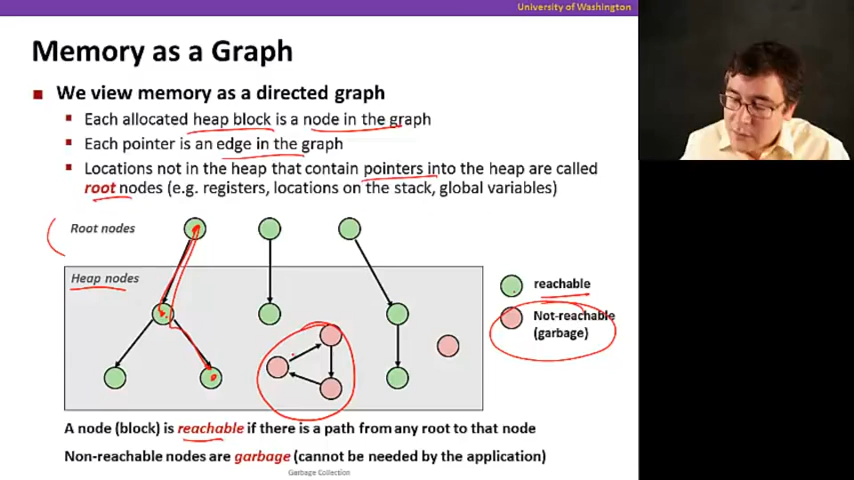 University of Washington
Memory as a Graph
We view memory as a directed graph
Each allocated heap block is a node in the graph
Each pointer is an edge in the graph
Locations not in the heap that contain pointers into the heap are called
root nodes (e.g. registers, locations on the stack, global variables)
Root nodes
Heap nodes
reachable
Not-reachable
(garbage)
A node (block) is reachable if there is a path from any root to that node
Non-reachable nodes are garbage (cannot be needed by the application)
Garbage Collection